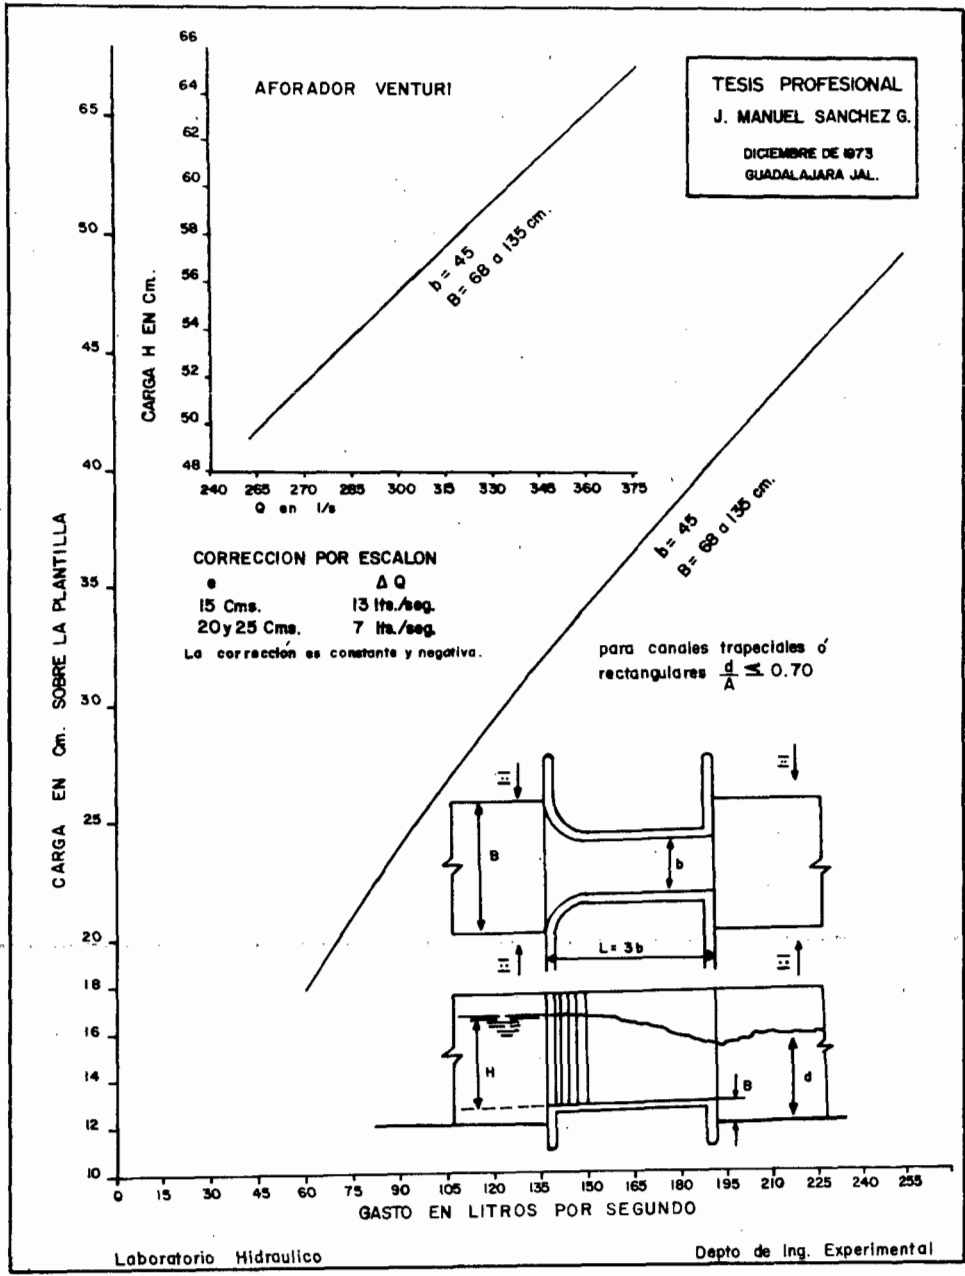 AFORADOR VENTURI
TESIS PROFESIONAL
J. MANUEL SANCHEZ G.
DICIEMBRE DE 1973
GUADALAJARA JAL.
66
64
62
60
58
56
54
52
50
48
CARGA H EN Cm.
240 265 270 285 300 315 330 345 360 375
Q en l/s
b= 45
B= 68 a 135 cm.
65
50
45
40
35
30
25
20
18
16
14
12
10
CARGA EN Cm. SOBRE LA PLANTILLA
b= 45
B= 68 a 135 cm.
CORRECCION POR ESCALON
e Δ Q
15 Cms. 13 lts./seg.
20 y 25 Cms. 7 lts./seg.
La corrección es constante y negativa.
para canales trapeciales ó
rectangulares d/A ≤ 0.70
B
b
L= 3b
H
B
d
0 15 30 45 60 75 90 105 120 135 150 165 180 195 210 225 240 255
GASTO EN LITROS POR SEGUNDO
Laboratorio Hidraulico
Depto de Ing. Experimental